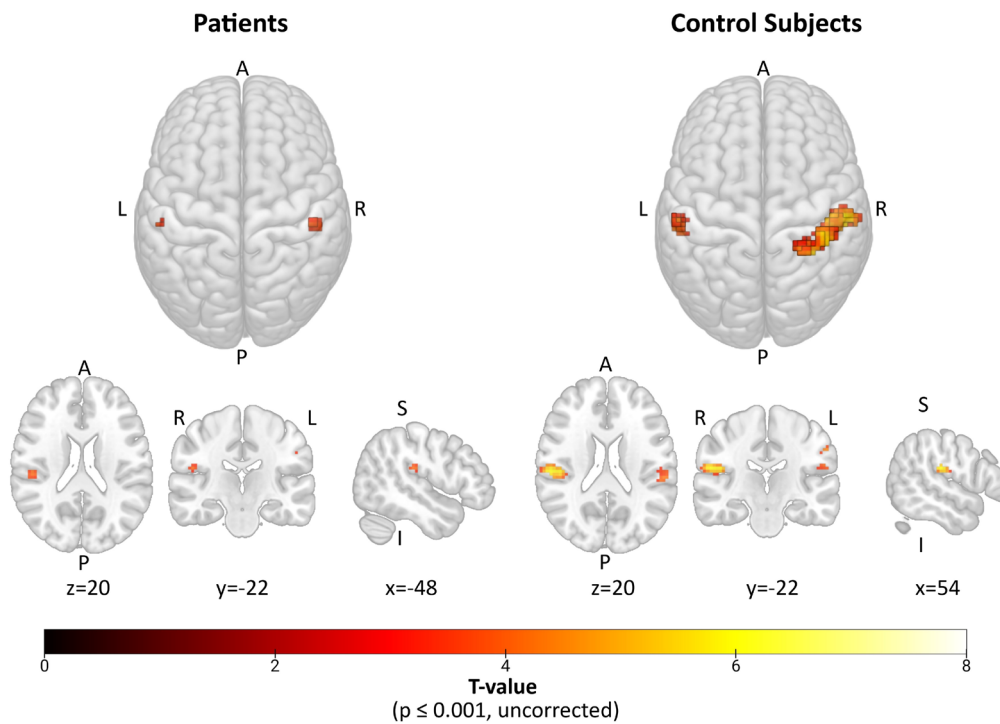 Patients
Control Subjects
A
A
L
R
L
R
P
P
A
R
L
S
A
R
L
S
P
I
P
I
z=20
y=-22
x=-48
z=20
y=-22
x=54
0
2
4
6
8
T-value
(p ≤ 0.001, uncorrected)